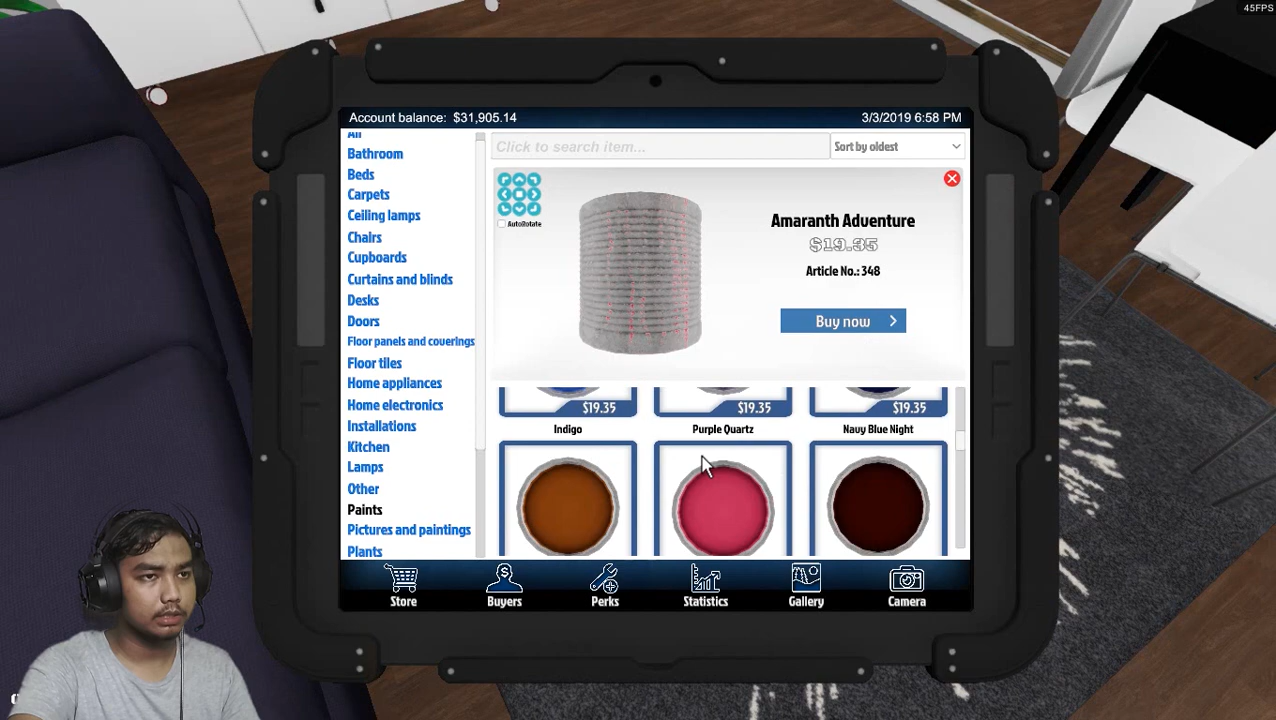 45FPS
Account balance: $31,905.14
3/3/2019 6:58 PM
All
Bathroom
Beds
Carpets
Ceiling lamps
Chairs
Cupboards
Curtains and blinds
Desks
Doors
Floor panels and coverings
Floor tiles
Home appliances
Home electronics
Installations
Kitchen
Lamps
Other
Paints
Pictures and paintings
Plants
Click to search item...
Sort by oldest
AutoRotate
Amaranth Adventure
$19.35
Article No.: 348
Buy now
$19.35
$19.35
$19.35
Indigo
Purple Quartz
Navy Blue Night
Store
Buyers
Perks
Statistics
Gallery
Camera